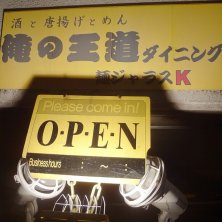 酒と唐揚げとめん
俺の王道ダイニング
麺ジャラスK
Please come in!
O·P·E·N
Business hours